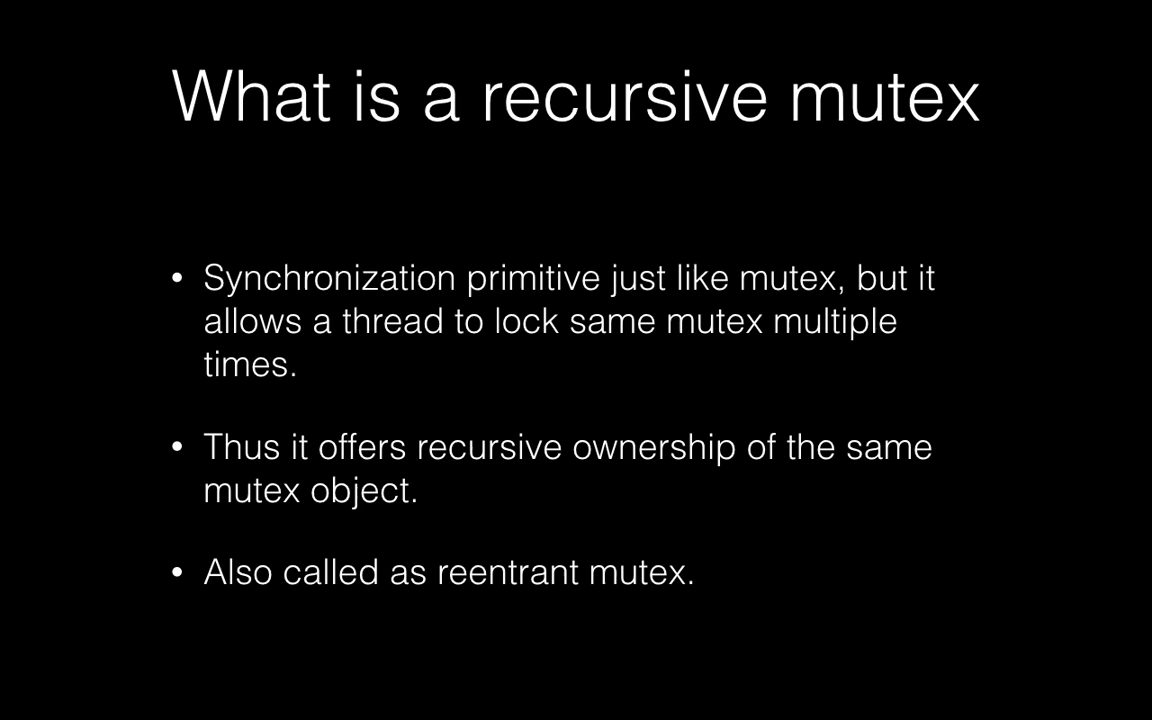 What is a recursive mutex
• Synchronization primitive just like mutex, but it
allows a thread to lock same mutex multiple
times.
• Thus it offers recursive ownership of the same
mutex object.
• Also called as reentrant mutex.